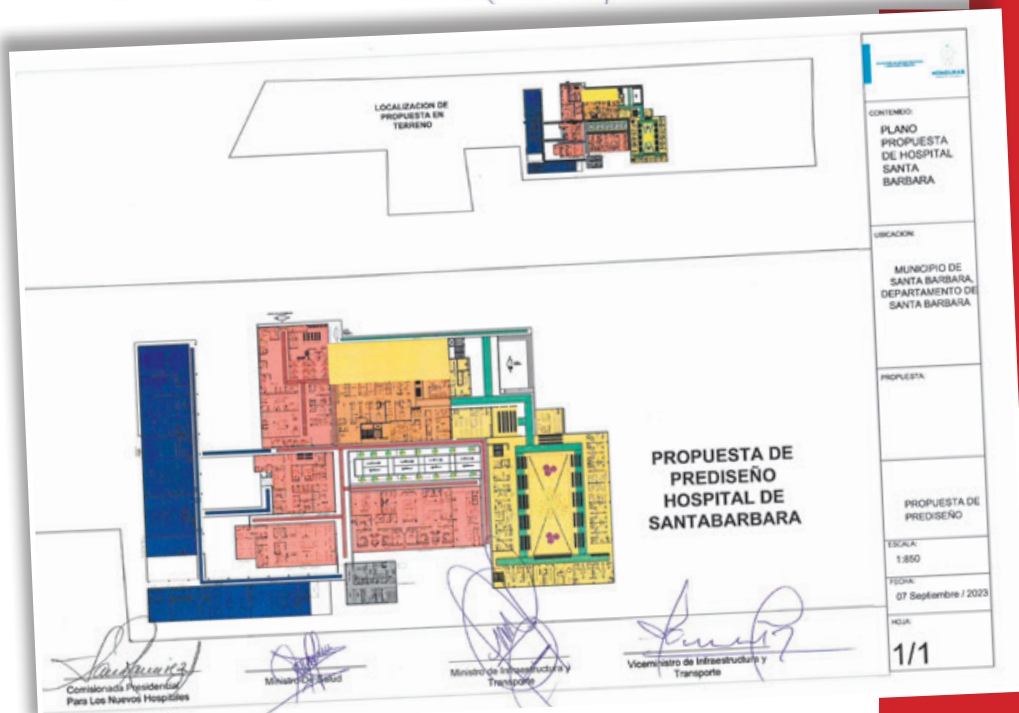 LOCALIZACION DE
PROPUESTA EN
TERRENO
PROPUESTA DE
PREDISEÑO
HOSPITAL DE
SANTABARBARA
HONDURAS
CONTENIDO:
PLANO
PROPUESTA
DE HOSPITAL
SANTA
BARBARA
UBICACION:
MUNICIPIO DE
SANTA BARBARA,
DEPARTAMENTO DE
SANTA BARBARA
PROPUESTA:
PROPUESTA DE
PREDISEÑO
ESCALA:
1:850
FECHA:
07 Septiembre / 2023
HOJA:
1/1
Comisionada Presidencial
Para Los Nuevos Hospitales
Ministro De Salud
Ministro de Infraestructura y
Transporte
Viceministro de Infraestructura y
Transporte